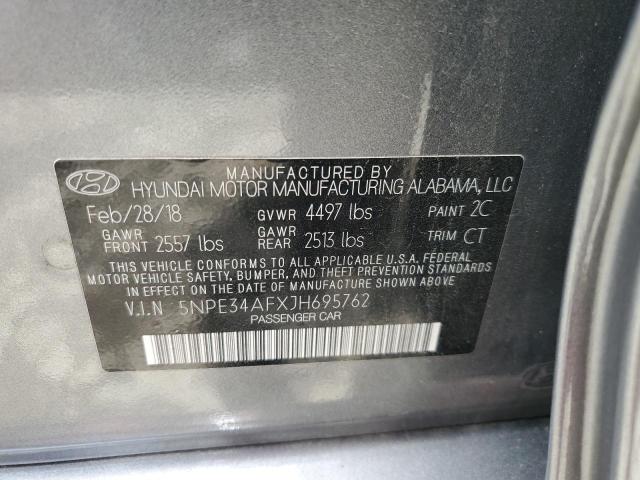 MANUFACTURED BY
HYUNDAI MOTOR MANUFACTURING ALABAMA, LLC
Feb/28/18 GVWR 4497 lbs PAINT 2C
GAWR FRONT 2557 lbs GAWR REAR 2513 lbs TRIM CT
THIS VEHICLE CONFORMS TO ALL APPLICABLE U.S.A. FEDERAL
MOTOR VEHICLE SAFETY, BUMPER, AND THEFT PREVENTION STANDARDS
IN EFFECT ON THE DATE OF MANUFACTURE SHOWN ABOVE
V.I.N 5NPE34AFXJH695762
PASSENGER CAR